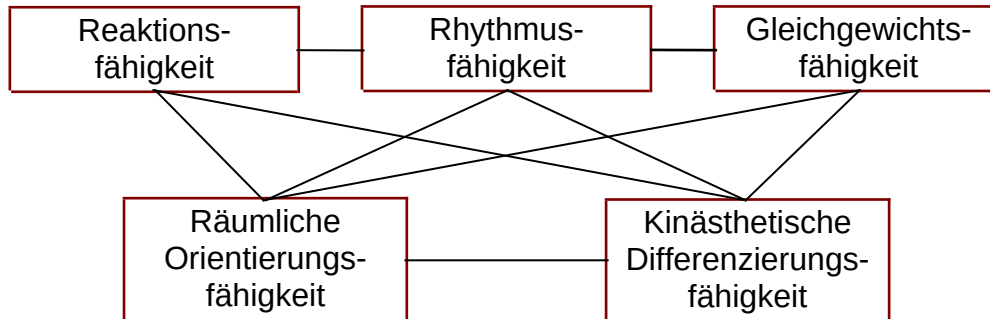 Reaktions-
fähigkeit
Rhythmus-
fähigkeit
Gleichgewichts-
fähigkeit
Räumliche
Orientierungs-
fähigkeit
Kinästhetische
Differenzierungs-
fähigkeit